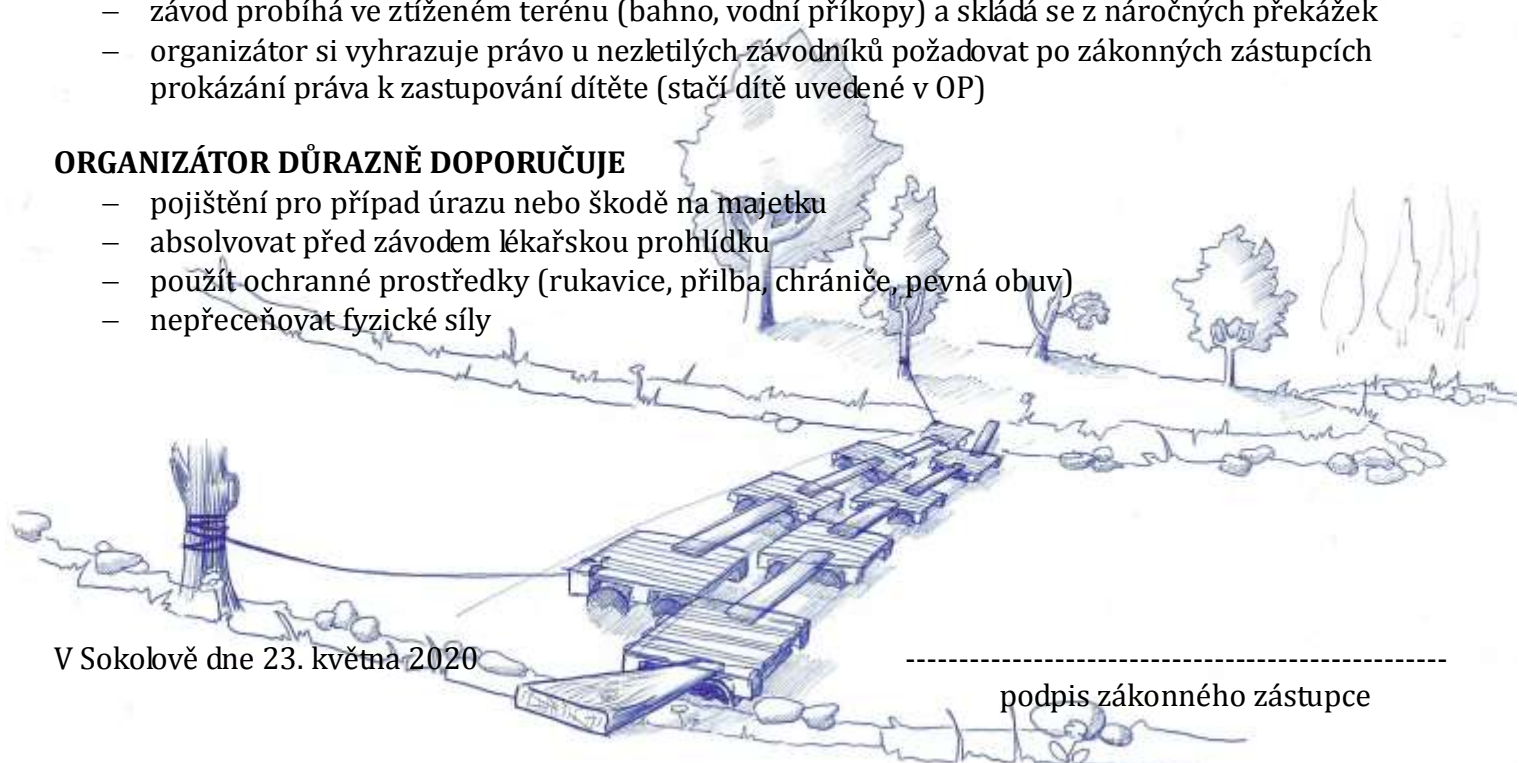 – závod probíhá ve ztíženém terénu (bahno, vodní příkopy) a skládá se z náročných překážek
– organizátor si vyhrazuje právo u nezletilých závodníků požadovat po zákonných zástupcích
prokázání práva k zastupování dítěte (stačí dítě uvedené v OP)
ORGANIZÁTOR DŮRAZNĚ DOPORUČUJE
– pojištění pro případ úrazu nebo škodě na majetku
– absolvovat před závodem lékařskou prohlídku
– použít ochranné prostředky (rukavice, přilba, chrániče, pevná obuv)
– nepřeceňovat fyzické síly
V Sokolově dne 23. května 2020 ---------------------------------------------------
podpis zákonného zástupce